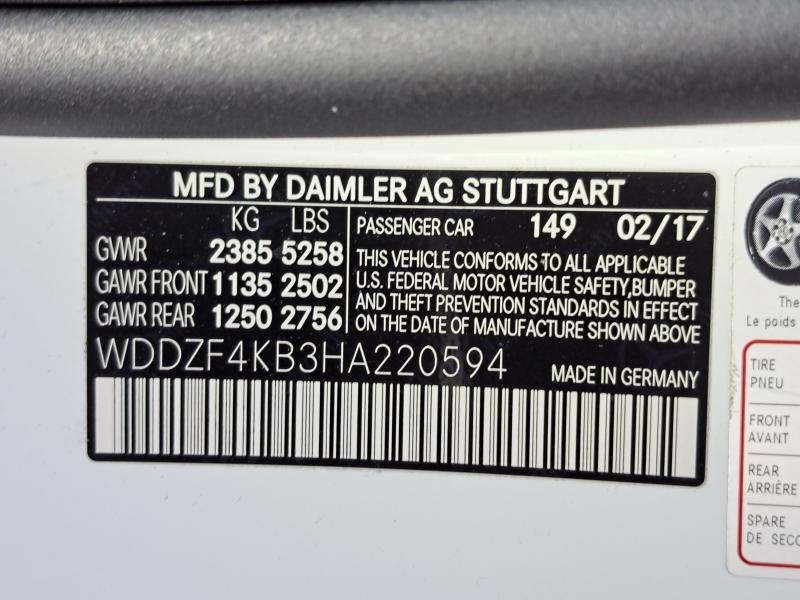 MFD BY DAIMLER AG STUTTGART
KG LBS
GVWR 2385 5258
GAWR FRONT 1135 2502
GAWR REAR 1250 2756
PASSENGER CAR 149 02/17
THIS VEHICLE CONFORMS TO ALL APPLICABLE
U.S. FEDERAL MOTOR VEHICLE SAFETY,BUMPER
AND THEFT PREVENTION STANDARDS IN EFFECT
ON THE DATE OF MANUFACTURE SHOWN ABOVE
WDDZF4KB3HA220594
MADE IN GERMANY
The
Le poids
TIRE
PNEU
FRONT
AVANT
REAR
ARRIÈRE
SPARE
DE SECO